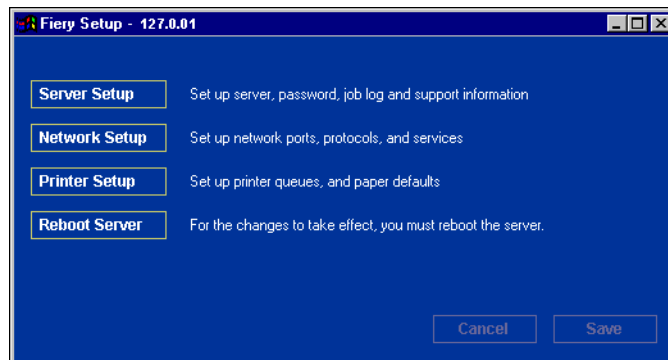 Fiery Setup - 127.0.01
Server Setup Set up server, password, job log and support information
Network Setup Set up network ports, protocols, and services
Printer Setup Set up printer queues, and paper defaults
Reboot Server For the changes to take effect, you must reboot the server.
Cancel Save